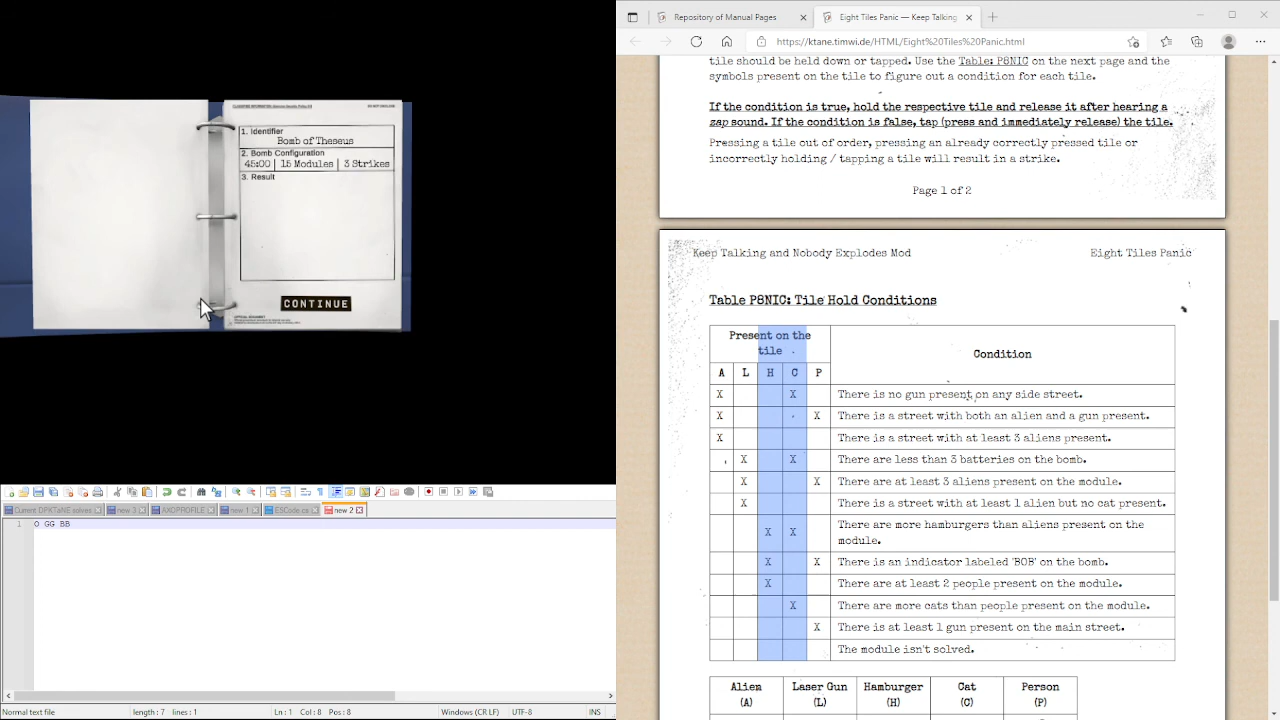 1. Identifier
Bomb of Theseus
2. Bomb Configuration
45:00 | 15 Modules | 3 Strikes
3. Result
CONTINUE
Current DPKTaNE solves
new 3
AXOPROFILE
new 1
ESCode.cs
new 2
1
O GG BB
Normal text file
length : 7 lines : 1
Ln : 1 Col : 8 Pos : 8
Windows (CR LF)
UTF-8
INS
Repository of Manual Pages
Eight Tiles Panic — Keep Talking
https://ktane.timwi.de/HTML/Eight%20Tiles%20Panic.html
tile should be held down or tapped. Use the Table: P8NIC on the next page and the
symbols present on the tile to figure out a condition for each tile.
If the condition is true, hold the respective tile and release it after hearing a
zap sound. If the condition is false, tap (press and immediately release) the tile.
Pressing a tile out of order, pressing an already correctly pressed tile or
incorrectly holding / tapping a tile will result in a strike.
Page 1 of 2
Keep Talking and Nobody Explodes Mod
Eight Tiles Panic
Table P8NIC: Tile Hold Conditions
Present on the
tile
Condition
A L H C P
X X There is no gun present on any side street.
X X There is a street with both an alien and a gun present.
X There is a street with at least 3 aliens present.
X X There are less than 3 batteries on the bomb.
X X There are at least 3 aliens present on the module.
X There is a street with at least 1 alien but no cat present.
X X There are more hamburgers than aliens present on the
module.
X X There is an indicator labeled 'BOB' on the bomb.
X There are at least 2 people present on the module.
X There are more cats than people present on the module.
X There is at least 1 gun present on the main street.
The module isn't solved.
Alien
(A)
Laser Gun
(L)
Hamburger
(H)
Cat
(C)
Person
(P)